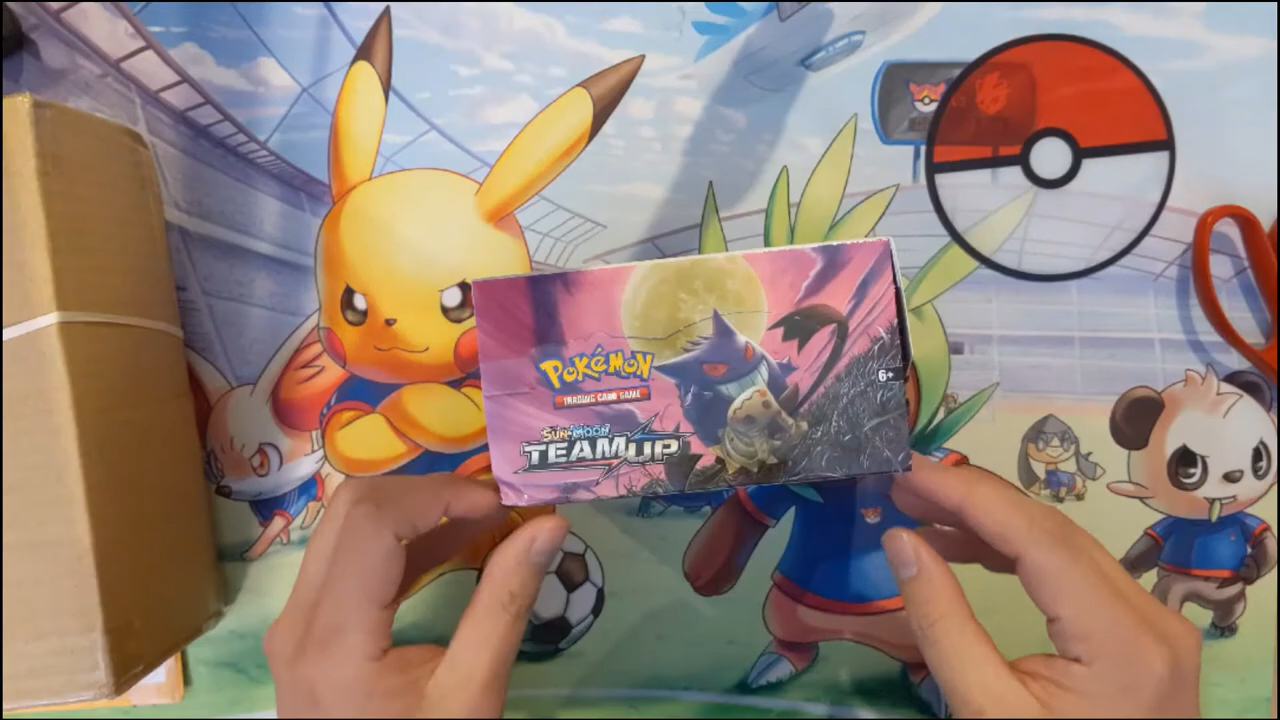 POKéMON
TRADING CARD GAME
SUN & MOON
TEAM UP
6+